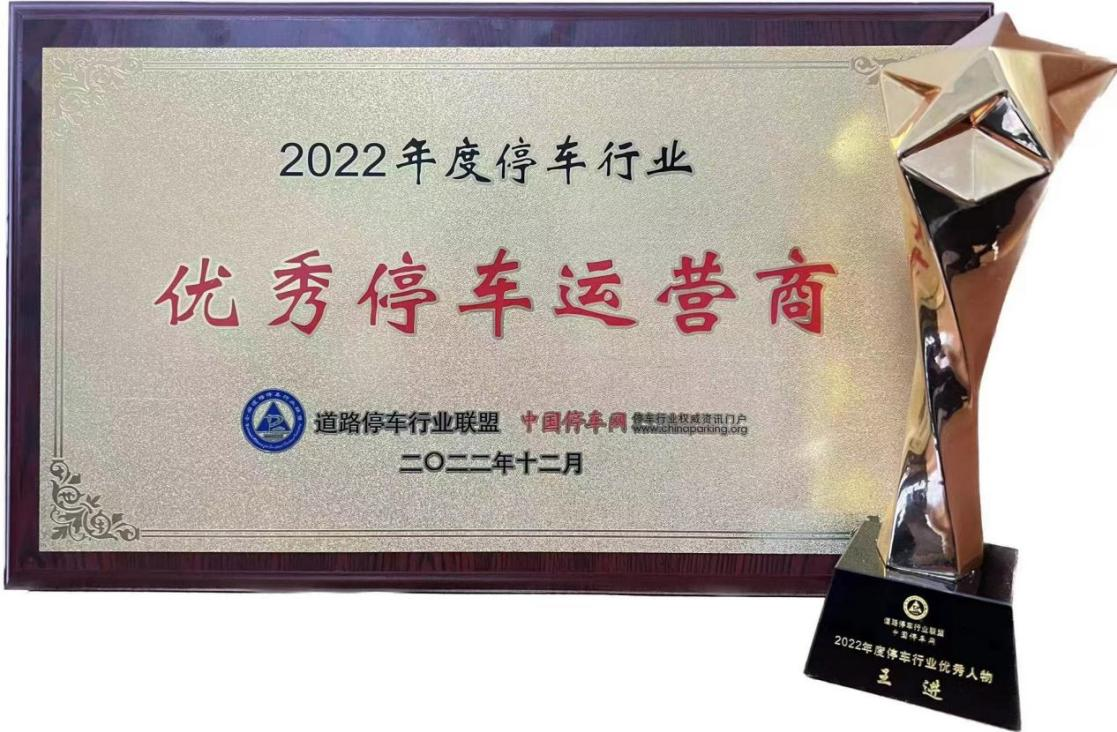 2022年度停车行业
优秀停车运营商
道路停车行业联盟 中国停车网 停车行业权威资讯门户
www.chinaparking.org
二〇二二年十二月
道路停车行业联盟
中国停车网
2022年度停车行业优秀人物
王进